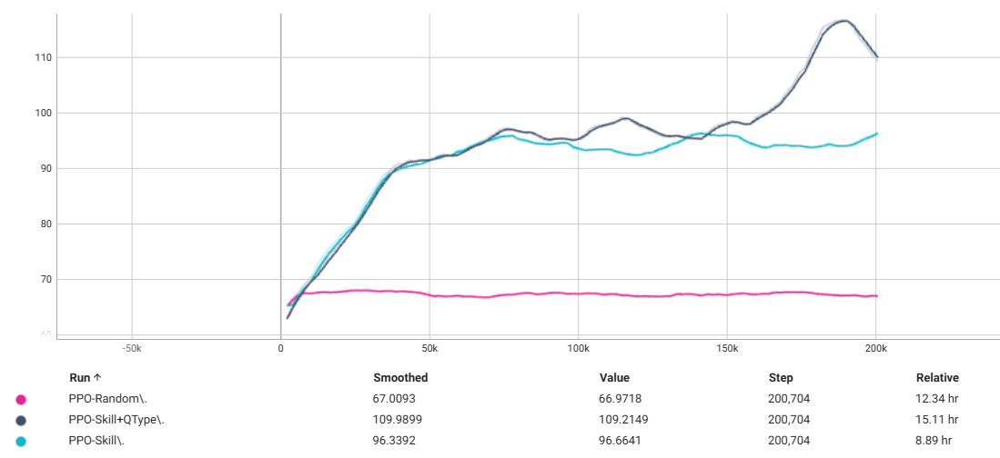 110
100
90
80
70
60
-50k 0 50k 100k 150k 200k
Run ↑ Smoothed Value Step Relative
PPO-Random\. 67.0093 66.9718 200,704 12.34 hr
PPO-Skill+QType\. 109.9899 109.2149 200,704 15.11 hr
PPO-Skill\. 96.3392 96.6641 200,704 8.89 hr